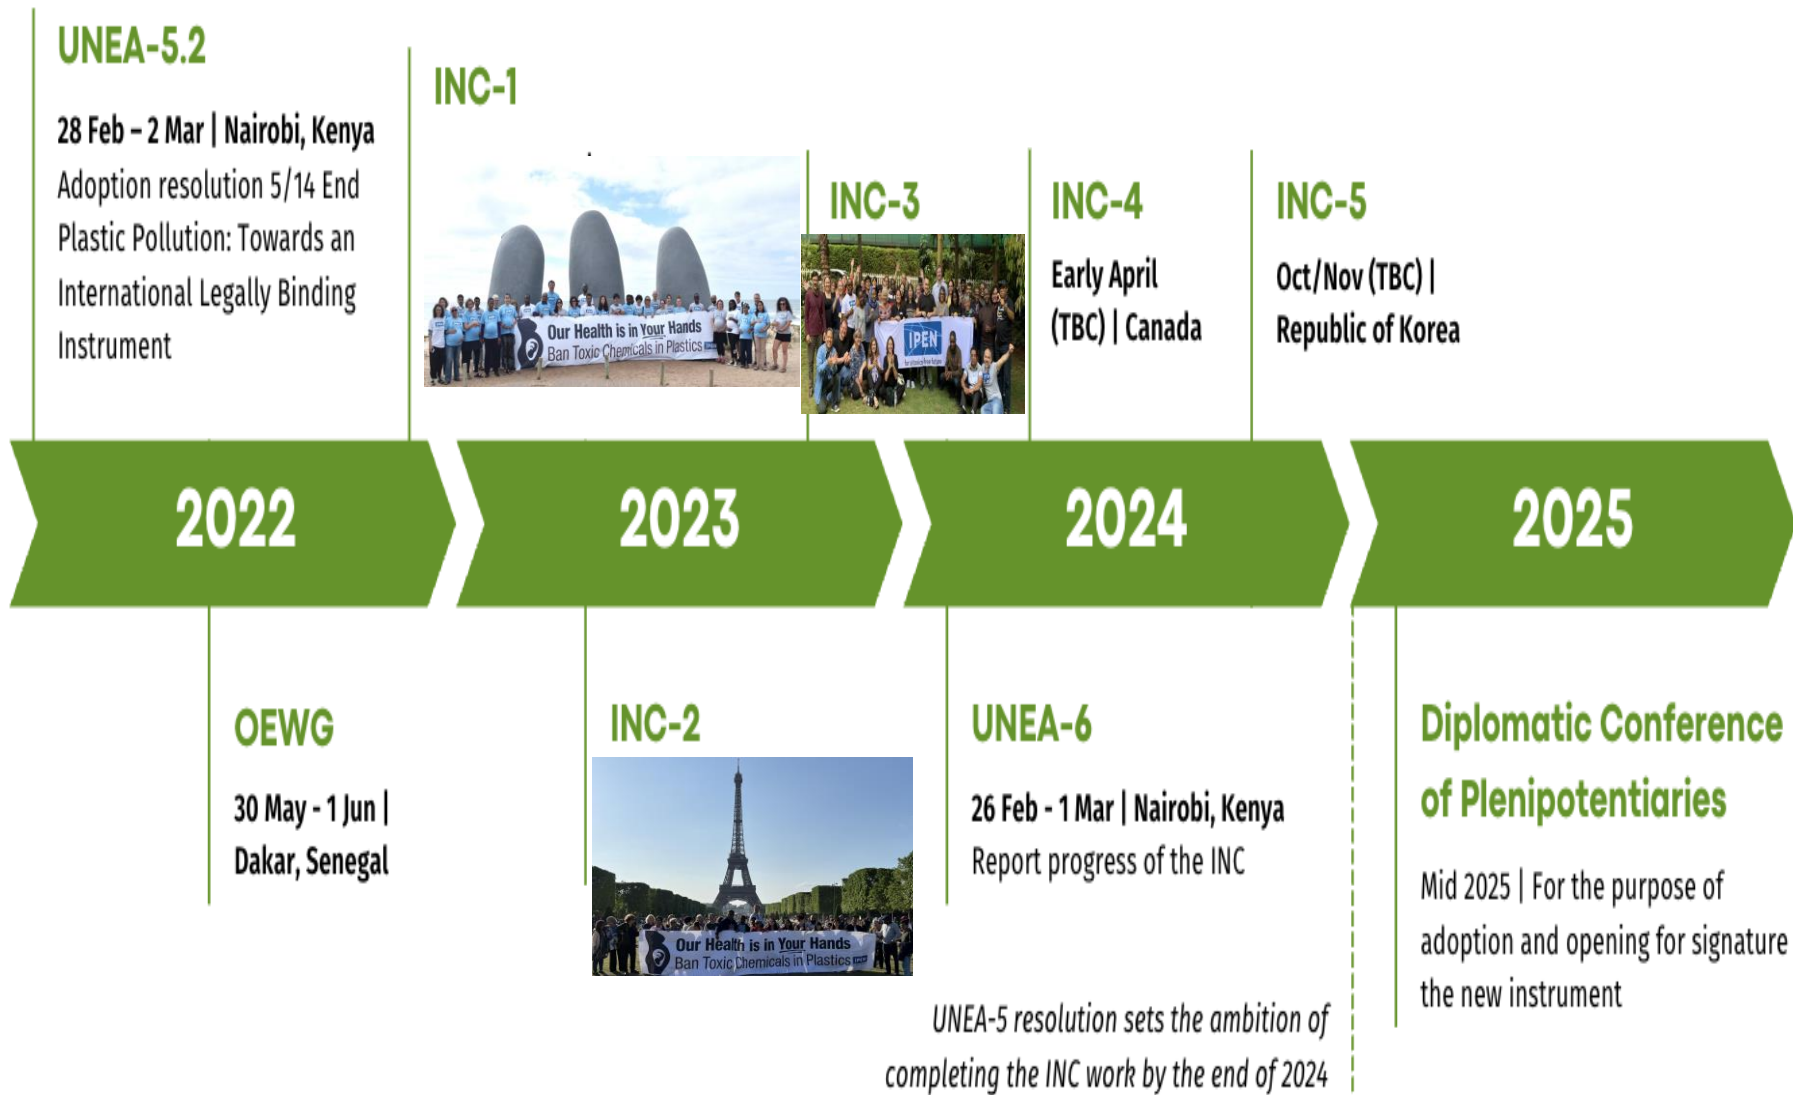 UNEA-5.2
28 Feb – 2 Mar | Nairobi, Kenya
Adoption resolution 5/14 End
Plastic Pollution: Towards an
International Legally Binding
Instrument
INC-1
Our Health is in Your Hands
Ban Toxic Chemicals in Plastics
INC-3
IPEN
for a toxics-free future
INC-4
Early April
(TBC) | Canada
INC-5
Oct/Nov (TBC) |
Republic of Korea
2022
2023
2024
2025
OEWG
30 May - 1 Jun |
Dakar, Senegal
INC-2
Our Health is in Your Hands
Ban Toxic Chemicals in Plastics
UNEA-6
26 Feb - 1 Mar | Nairobi, Kenya
Report progress of the INC
UNEA-5 resolution sets the ambition of
completing the INC work by the end of 2024
Diplomatic Conference
of Plenipotentiaries
Mid 2025 | For the purpose of
adoption and opening for signature
the new instrument